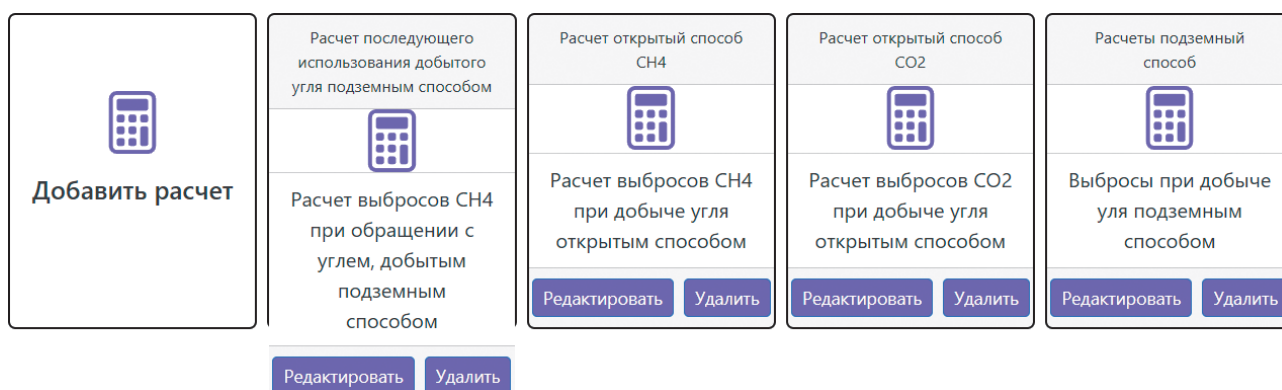 Добавить расчет
Расчет последующего
использования добытого
угля подземным способом
Расчет выбросов CH4
при обращении с
углем, добытым
подземным
способом
Редактировать Удалить
Расчет открытый способ
CH4
Расчет выбросов CH4
при добыче угля
открытым способом
Редактировать Удалить
Расчет открытый способ
CO2
Расчет выбросов CO2
при добыче угля
открытым способом
Редактировать Удалить
Расчеты подземный
способ
Выбросы при добыче
уля подземным
способом
Редактировать Удалить